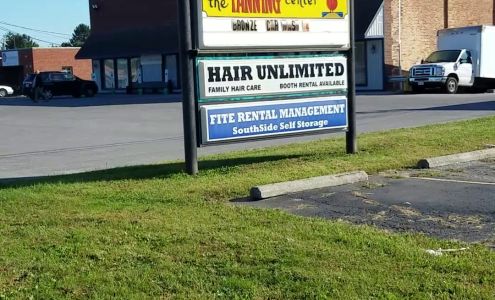 the TANNING center
BRONZE CAR WASH
HAIR UNLIMITED
FAMILY HAIR CARE BOOTH RENTAL AVAILABLE
FITE RENTAL MANAGEMENT
SouthSide Self Storage